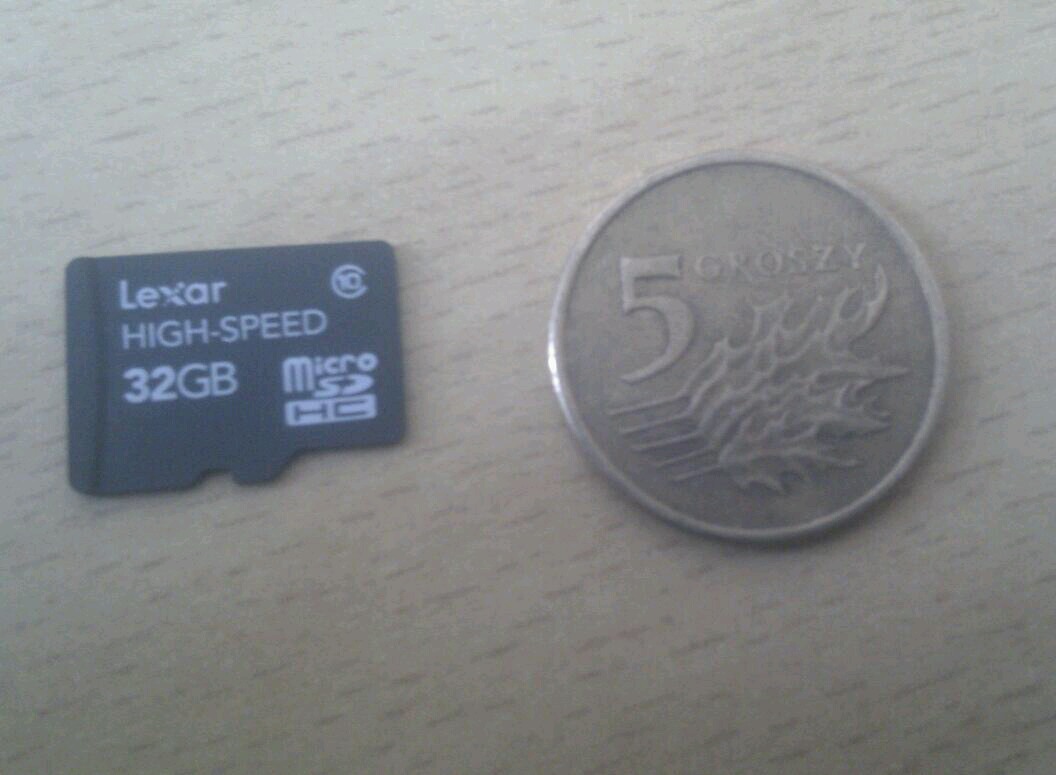 Lexar
10
HIGH-SPEED
32GB
micro
SD
HC
5 GROSZY